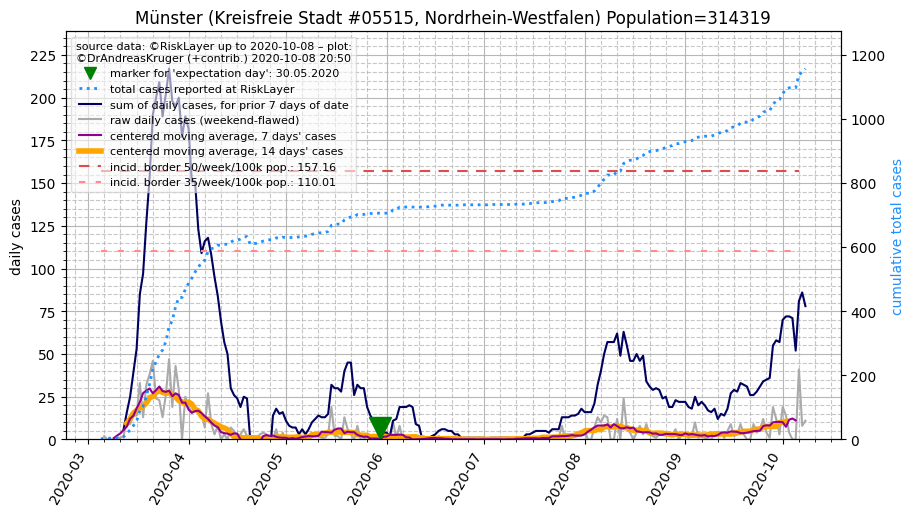 Münster (Kreisfreie Stadt #05515, Nordrhein-Westfalen) Population=314319
source data: ©RiskLayer up to 2020-10-08 – plot:
©DrAndreasKruger (+contrib.) 2020-10-08 20:50
marker for 'expectation day': 30.05.2020
total cases reported at RiskLayer
sum of daily cases, for prior 7 days of date
raw daily cases (weekend-flawed)
centered moving average, 7 days' cases
centered moving average, 14 days' cases
incid. border 50/week/100k pop.: 157.16
incid. border 35/week/100k pop.: 110.01
daily cases
225
200
175
150
125
100
75
50
25
0
cumulative total cases
1200
1000
800
600
400
200
0
2020-03
2020-04
2020-05
2020-06
2020-07
2020-08
2020-09
2020-10